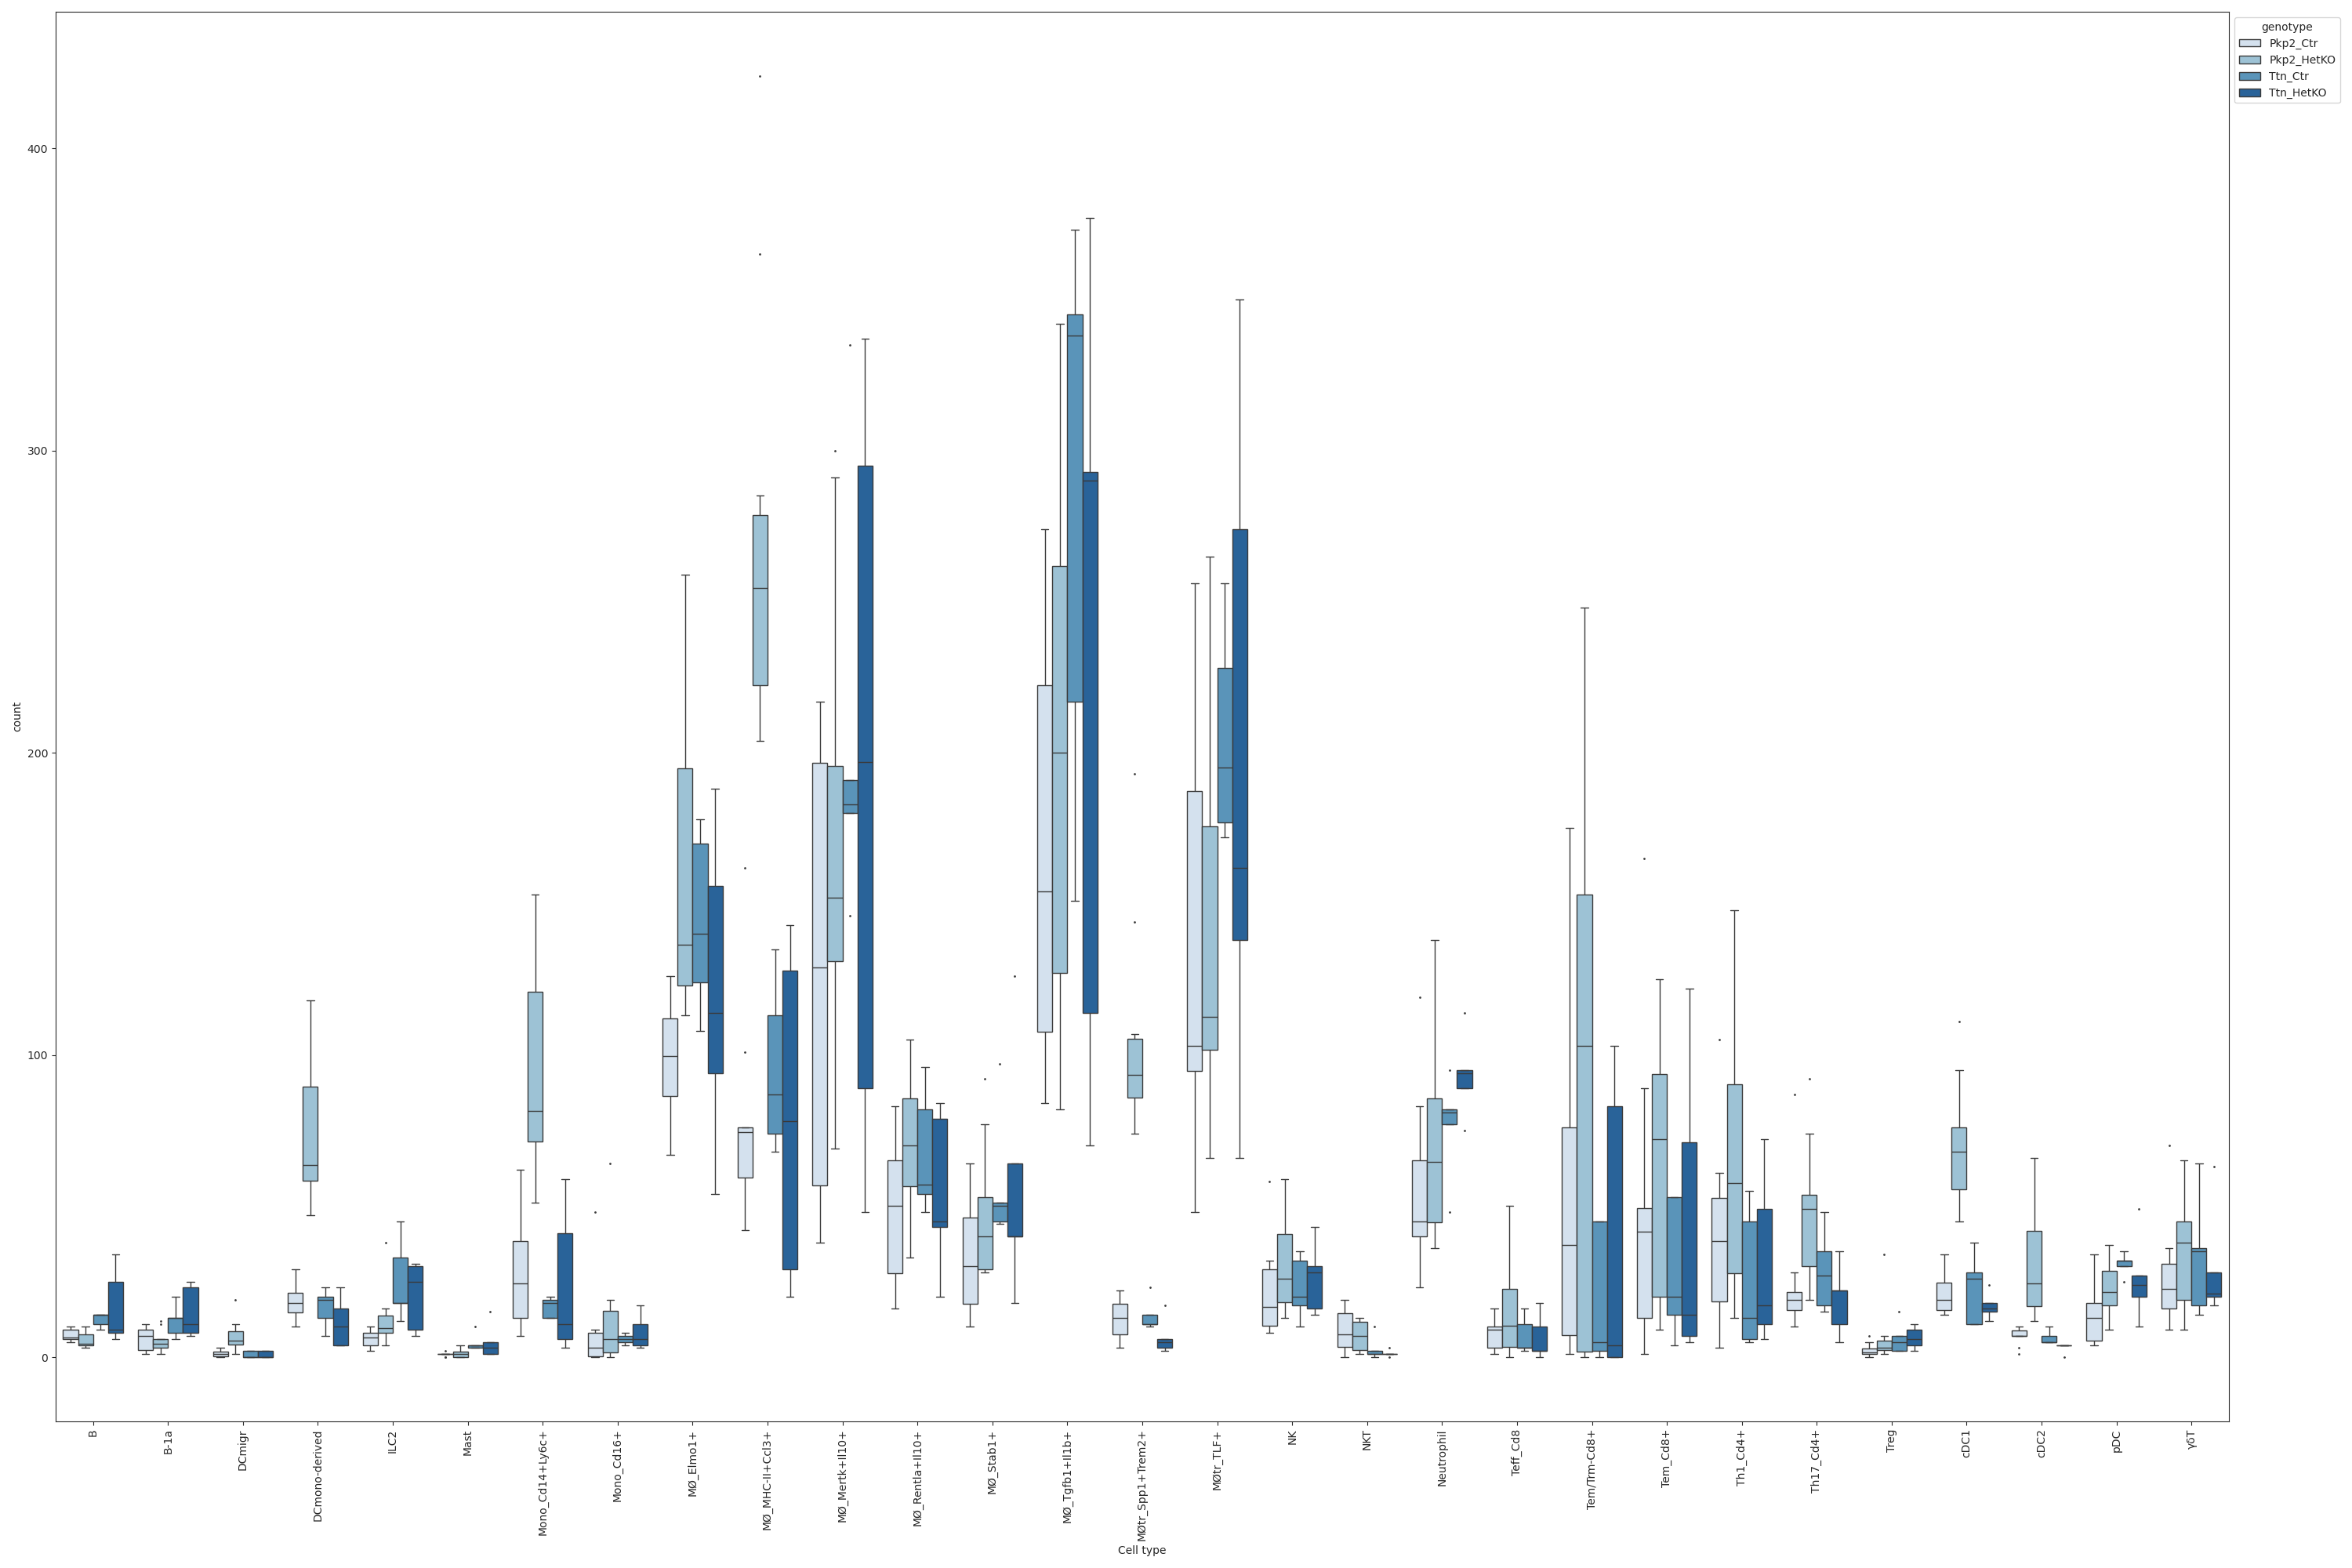 genotype
Pkp2_Ctr
Pkp2_HetKO
Ttn_Ctr
Ttn_HetKO
400
300
200
100
0
count
B
B-1a
DCmigr
DCmono-derived
ILC2
Mast
Mono_Cd14+Ly6c+
Mono_Cd16+
MØ_Elmo1+
MØ_MHC-II+Ccl3+
MØ_Mertk+Il10+
MØ_Rentla+Il10+
MØ_Stab1+
MØ_Tgfb1+Il1b+
MØtr_Spp1+Trem2+
MØtr_TLF+
NK
NKT
Neutrophil
Teff_Cd8
Tem/Trm-Cd8+
Tem_Cd8+
Th1_Cd4+
Th17_Cd4+
Treg
cDC1
cDC2
pDC
γδT
Cell type